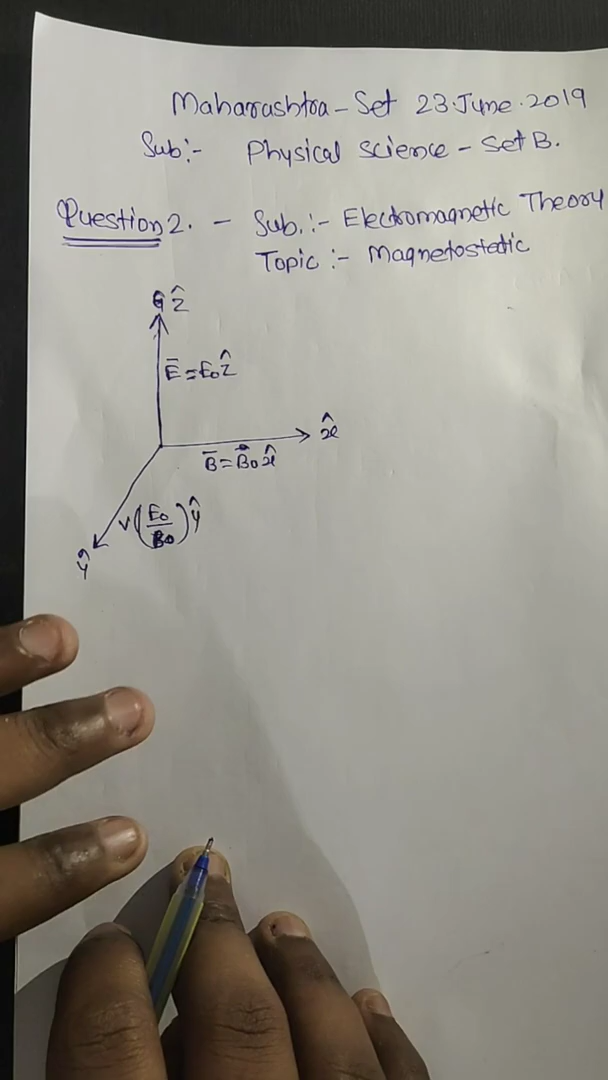 Maharashtra - Set 23.June.2019
Sub:- Physical science - Set B.
Question 2. - Sub.:- Electromagnetic Theory
Topic :- Magnetostatic
ẑ
E̅ = E₀ẑ
x̂
B̅ = B₀x̂
v(E₀/B₀)ŷ
ŷ